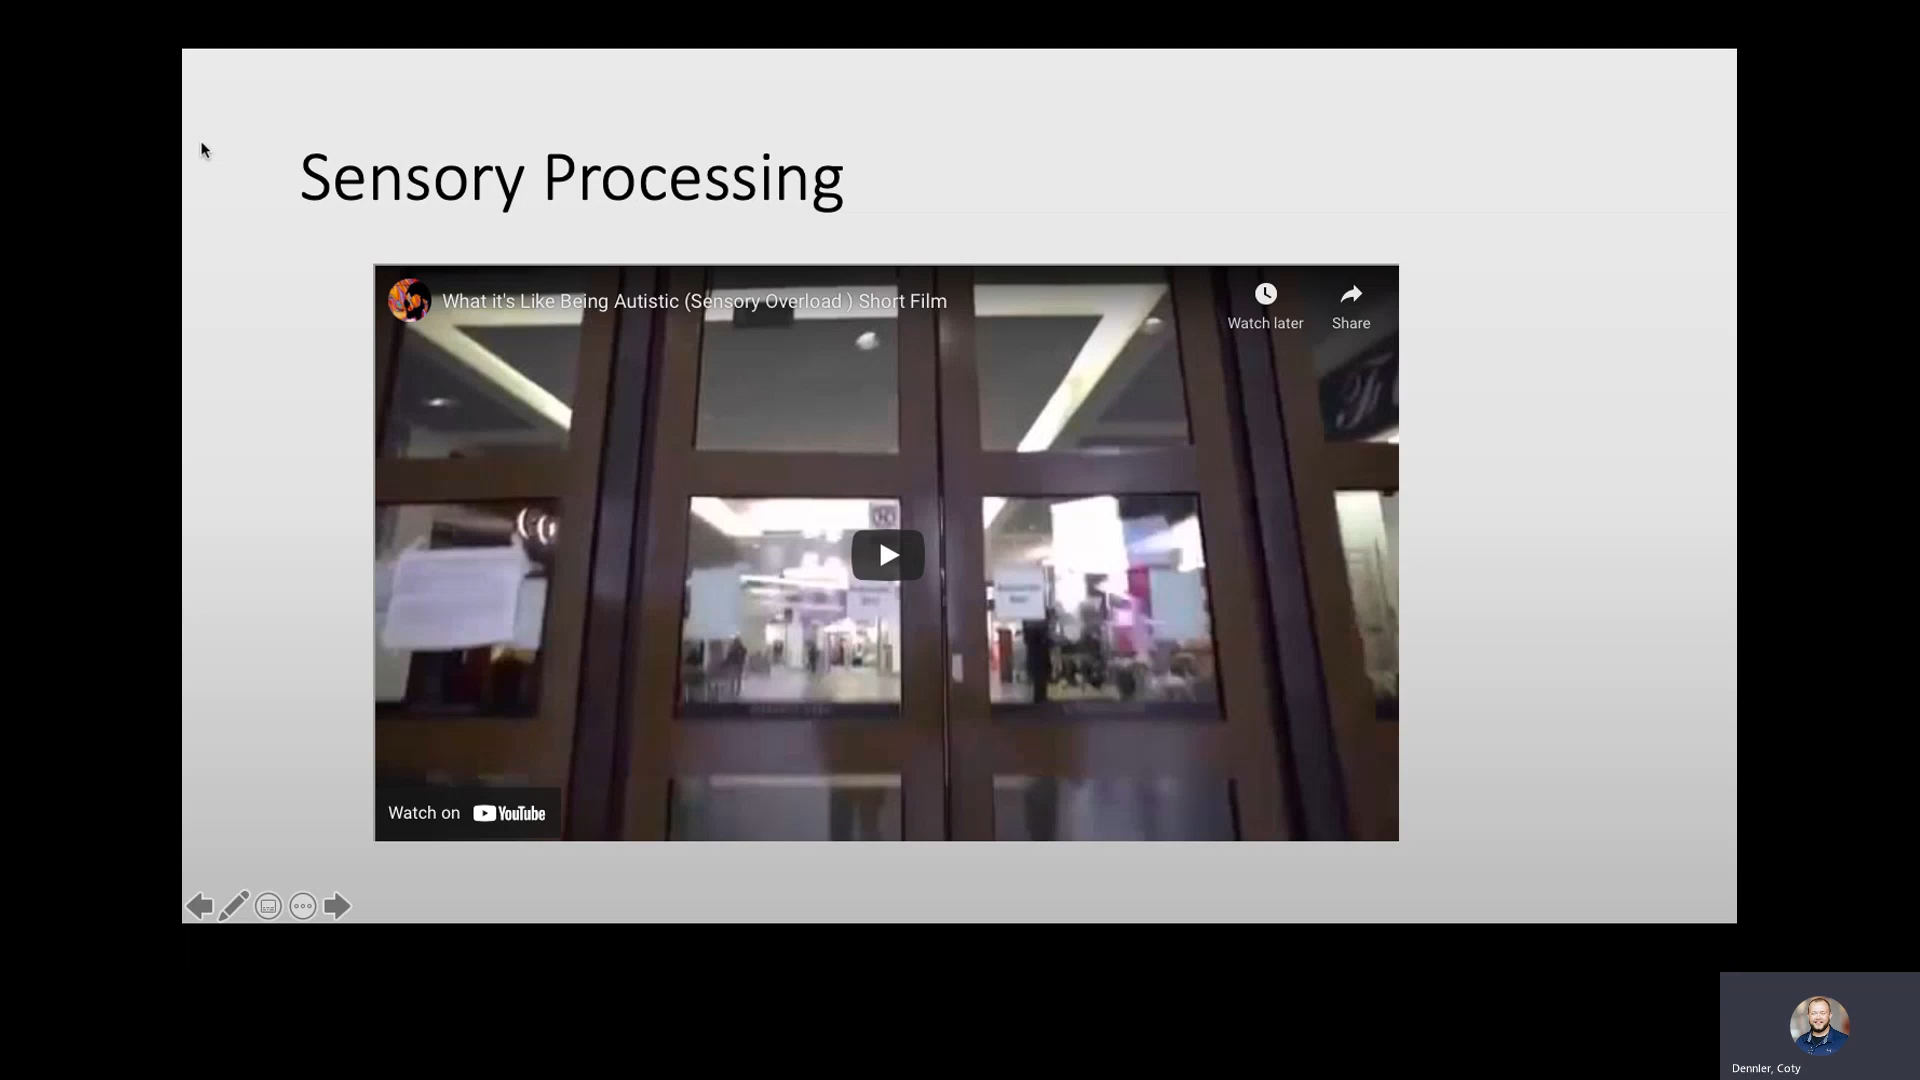 Sensory Processing
What it's Like Being Autistic (Sensory Overload ) Short Film
Watch later
Share
Watch on YouTube
Dennler, Coty